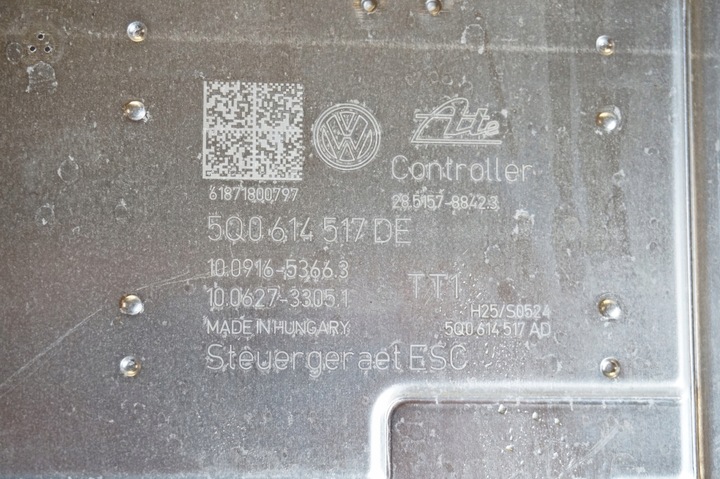 Ate
Controller
61871800797
28.5157-8842.3
5Q0 614 517 DE
10.0916-5366.3
TT1
10.0627-3305.1
H25/S0524
MADE IN HUNGARY
5Q0 614 517 AD
Steuergeraet ESC